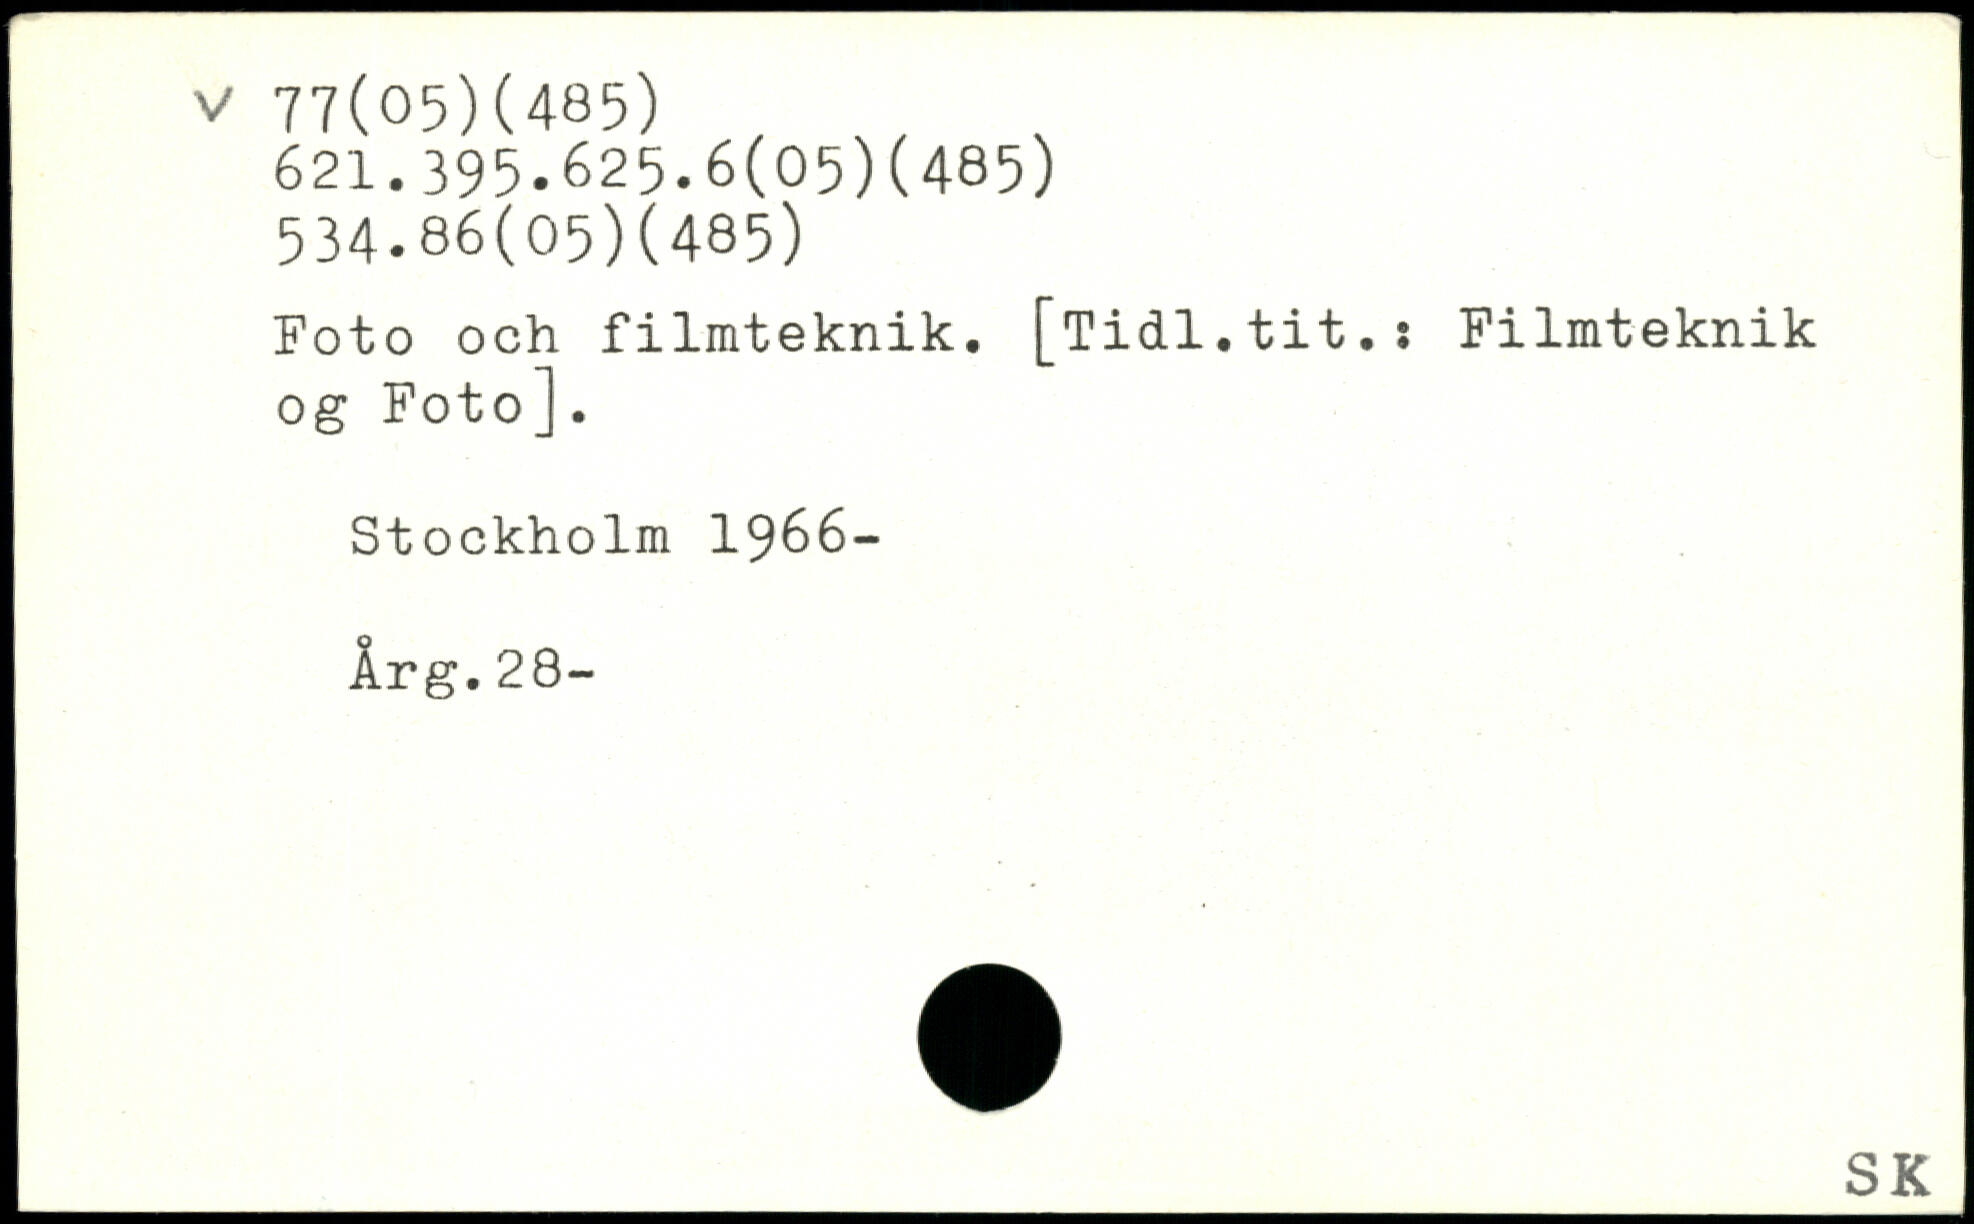 v 77(05)(485)
621.395.625.6(05)(485)
534.86(05)(485)
Foto och filmteknik. [Tidl.tit.: Filmteknik
og Foto].
Stockholm 1966-
Årg.28-
SK